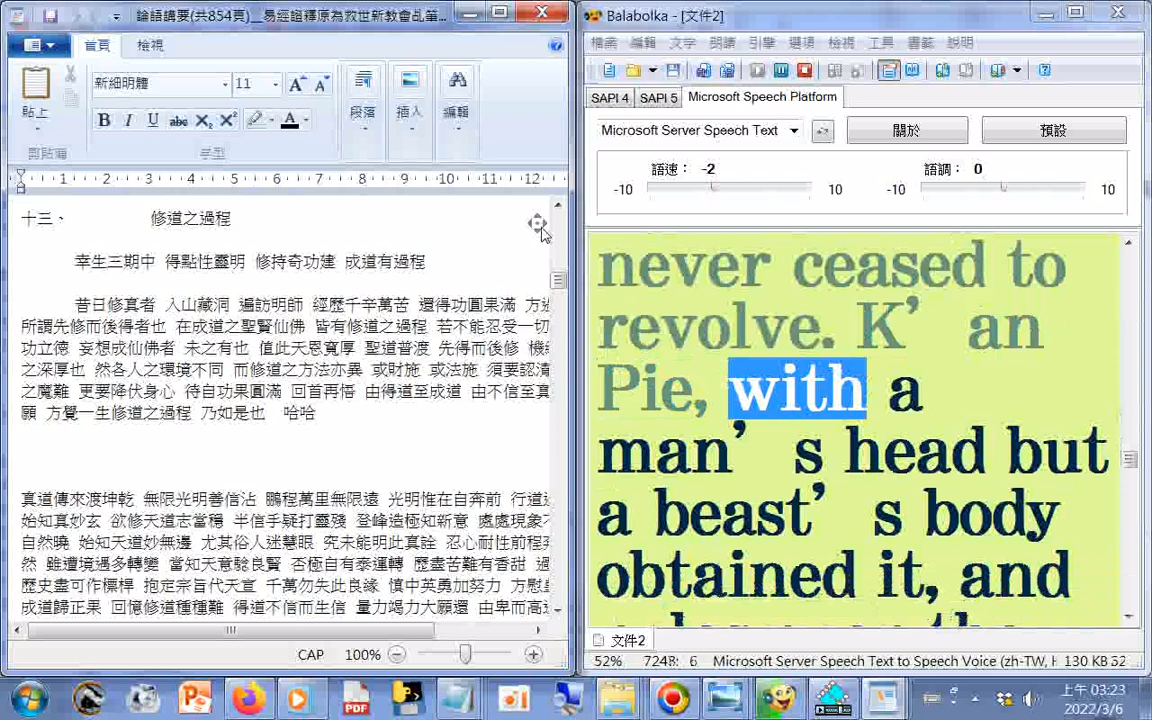 論語講要(共854頁)__易經證釋原為救世新教會乩筆...
首頁
檢視
新細明體
11
貼上
段落
插入
編輯
剪貼簿
字型
1 2 3 4 5 6 7 8 9 10 11 12
十三、 修道之過程
幸生三期中 得點性靈明 修持奇功建 成道有過程
昔日修真者 入山藏洞 遍訪明師 經歷千辛萬苦 還得功圓果滿 方
所謂先修而後得者也 在成道之聖賢仙佛 皆有修道之過程 若不能忍受一切
功立德 妄想成仙佛者 未之有也 值此天恩寬厚 聖道普渡 先得而後修
之深厚也 然各人之環境不同 而修道之方法亦異 或財施 或法施 須要認清
之魔難 更要降伏身心 待自功果圓滿 回首再悟 由得道至成道 由不信至真
願 方覺一生修道之過程 乃如是也 哈哈
真道傳來渡坤乾 無限光明善信沾 鵬程萬里無限遠 光明惟在自奔前 行道
始知真妙玄 欲修天道志當穩 半信半疑打靈殘 登峰造極知新意 處處現象
自然曉 始知天道妙無邊 尤其俗人迷慧眼 究未能明此真詮 忍心耐性前程
然 雖遭境遇多轉變 當知天意騐良賢 否極自有泰運轉 歷盡苦難有香甜
歷史盡可作標桿 抱定宗旨代天宣 千萬勿失此良緣 慎中英勇加努力 方慰
成道歸正果 回憶修道種種難 得道不信而生信 量力竭力大願還 由卑而高
CAP
100%
Balabolka - [文件2]
檔案 編輯 文字 朗讀 引擎 選項 檢視 工具 書籤 說明
SAPI 4
SAPI 5
Microsoft Speech Platform
Microsoft Server Speech Text
關於
預設
語速： -2
語調： 0
-10
10
-10
10
never ceased to
revolve. K’ an
Pie, with a
man’ s head but
a beast’ s body
obtained it, and
文件2
52%
7248: 6
Microsoft Server Speech Text to Speech Voice (zh-TW, H
130 KB
上午 03:23
2022/3/6